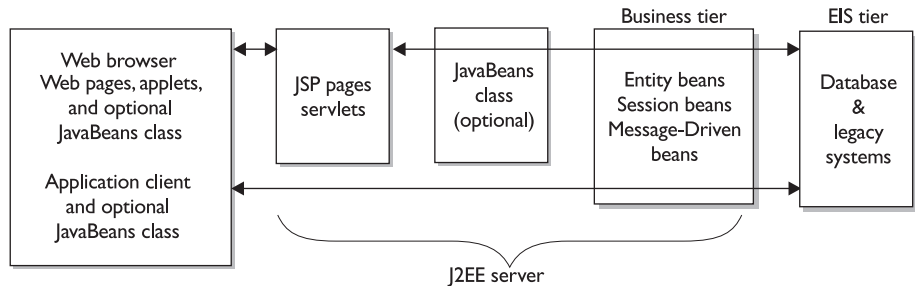 Business tier
EIS tier
Web browser
Web pages, applets,
and optional
JavaBeans class
Application client
and optional
JavaBeans class
JSP pages
servlets
JavaBeans
class
(optional)
Entity beans
Session beans
Message-Driven
beans
Database
&
legacy
systems
J2EE server